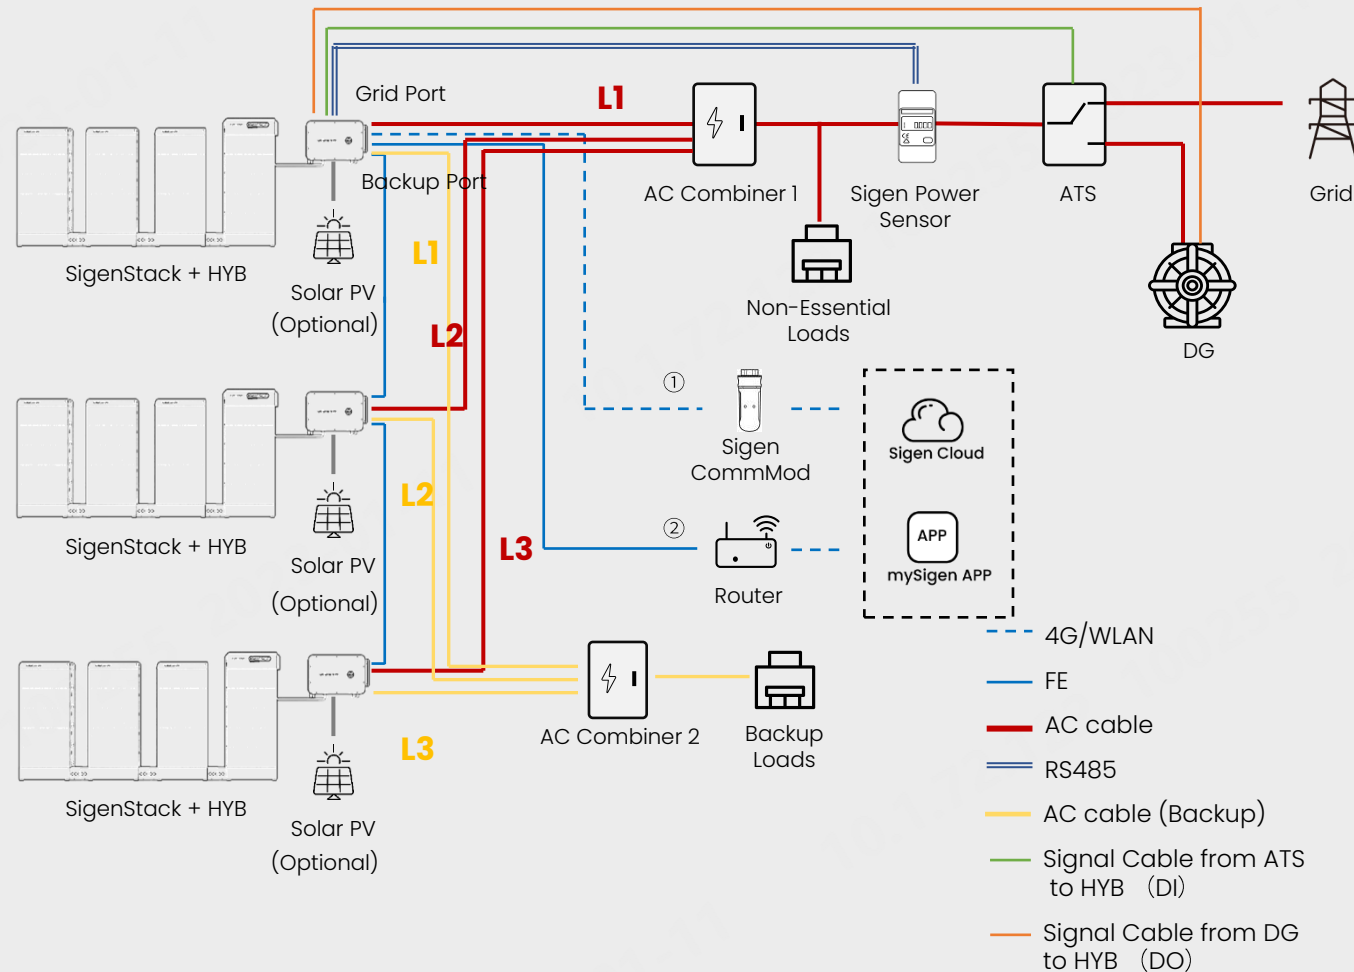 Grid Port
L1
Backup Port
AC Combiner 1
Sigen Power
Sensor
ATS
Grid
SigenStack + HYB
L1
Solar PV
(Optional)
L2
Non-Essential
Loads
DG
①
Sigen
CommMod
Sigen Cloud
L2
②
APP
mySigen APP
SigenStack + HYB
Solar PV
(Optional)
L3
Router
4G/WLAN
FE
AC cable
RS485
AC cable (Backup)
Signal Cable from ATS
to HYB （DI）
Signal Cable from DG
to HYB （DO）
AC Combiner 2
Backup
Loads
L3
SigenStack + HYB
Solar PV
(Optional)